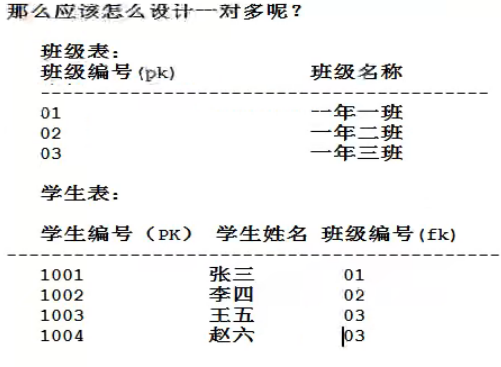 那么应该怎么设计一对多呢？
班级表：
班级编号(pk) 班级名称
----------------------------------------
01 一年一班
02 一年二班
03 一年三班
学生表：
学生编号（PK） 学生姓名 班级编号(fk)
--------------------------------------------
1001 张三 01
1002 李四 02
1003 王五 03
1004 赵六 03